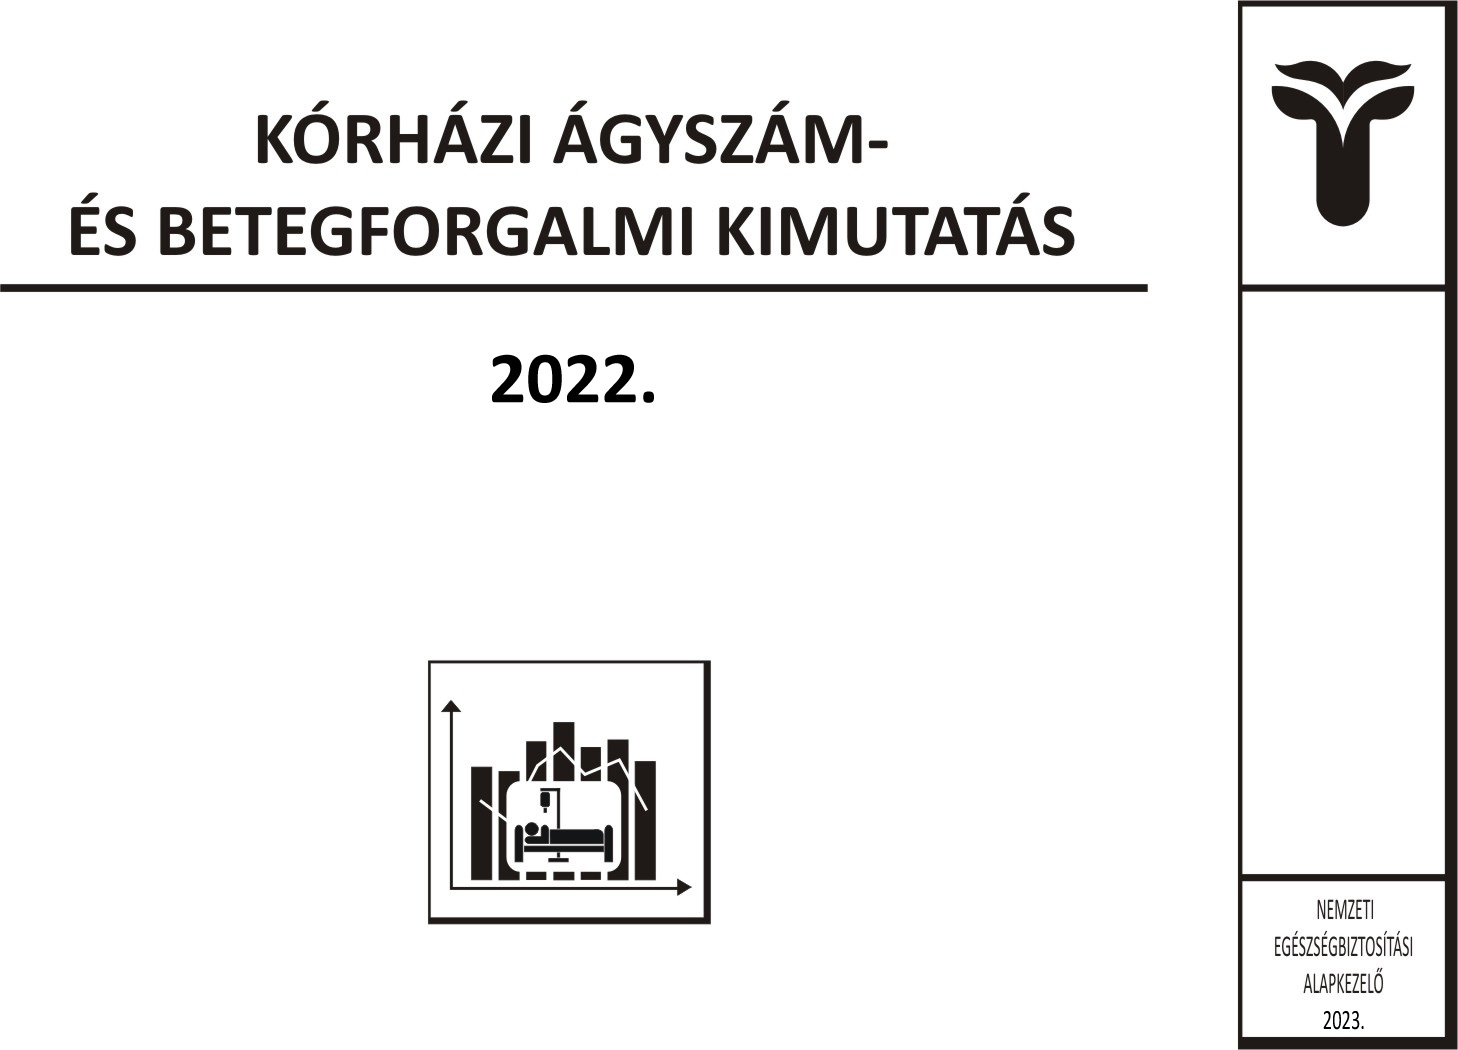 KÓRHÁZI ÁGYSZÁM-
ÉS BETEGFORGALMI KIMUTATÁS
2022.
NEMZETI
EGÉSZSÉGBIZTOSÍTÁSI
ALAPKEZELŐ
2023.